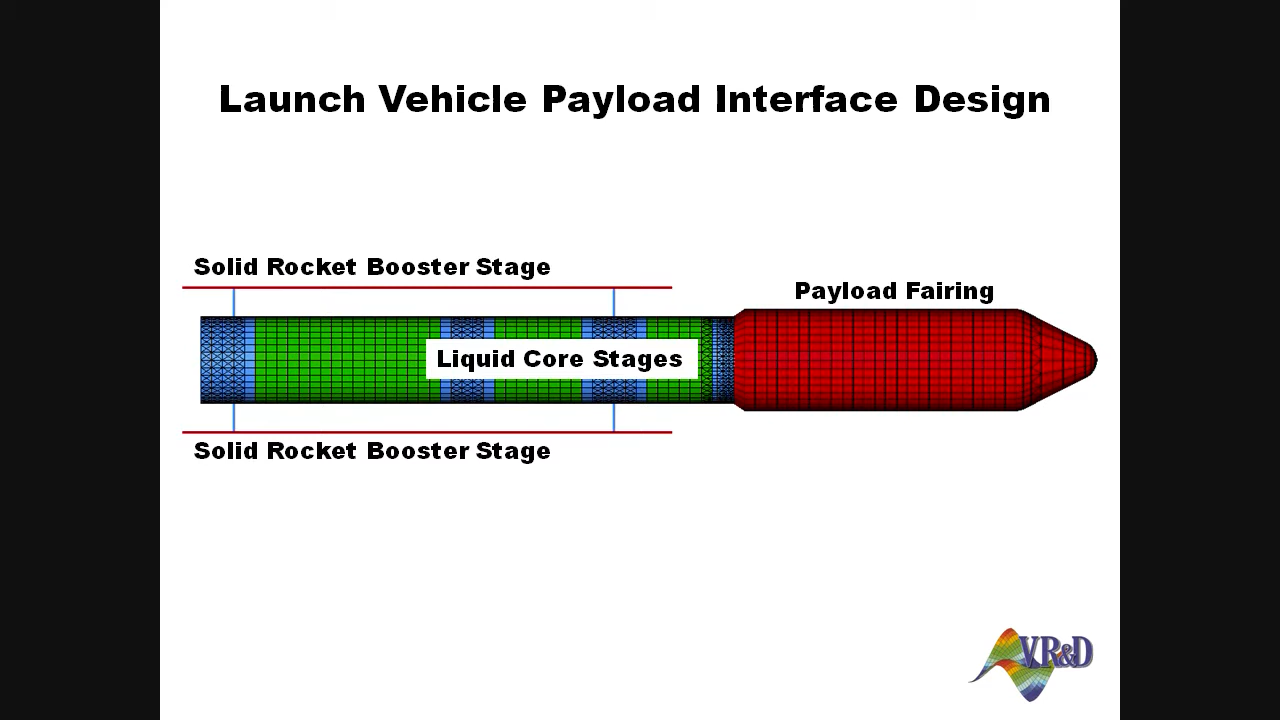 Launch Vehicle Payload Interface Design
Solid Rocket Booster Stage
Payload Fairing
Liquid Core Stages
Solid Rocket Booster Stage
VR&D